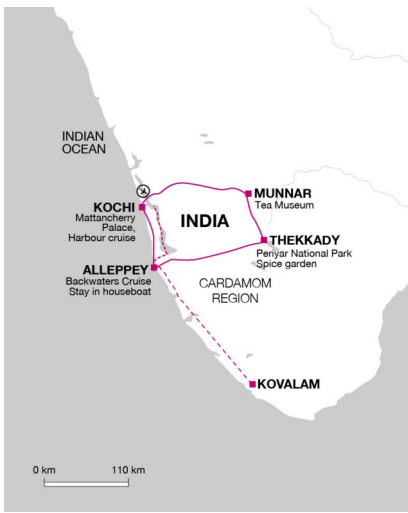 INDIAN
OCEAN
KOCHI
Mattancherry
Palace,
Harbour cruise
INDIA
MUNNAR
Tea Museum
THEKKADY
Periyar National Park
Spice garden
ALLEPPEY
Backwaters Cruise
Stay in houseboat
CARDAMOM
REGION
KOVALAM
0 km 110 km